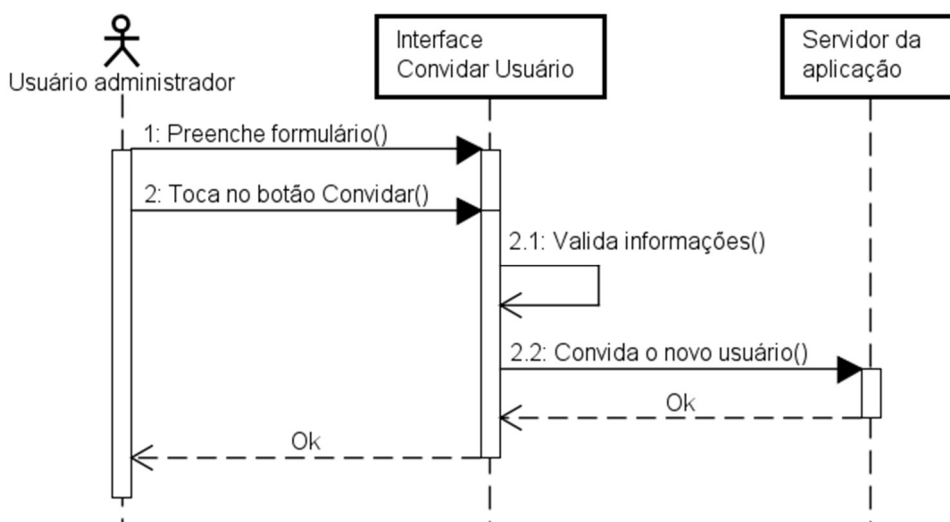 Usuário administrador
Interface
Convidar Usuário
Servidor da
aplicação
1: Preenche formulário()
2: Toca no botão Convidar()
2.1: Valida informações()
2.2: Convida o novo usuário()
Ok
Ok